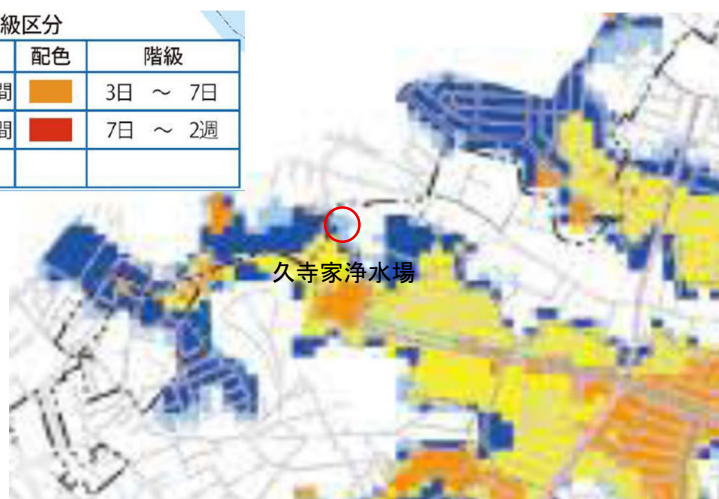 級区分
配色 階級
間 3日 ～ 7日
間 7日 ～ 2週
久寺家浄水場